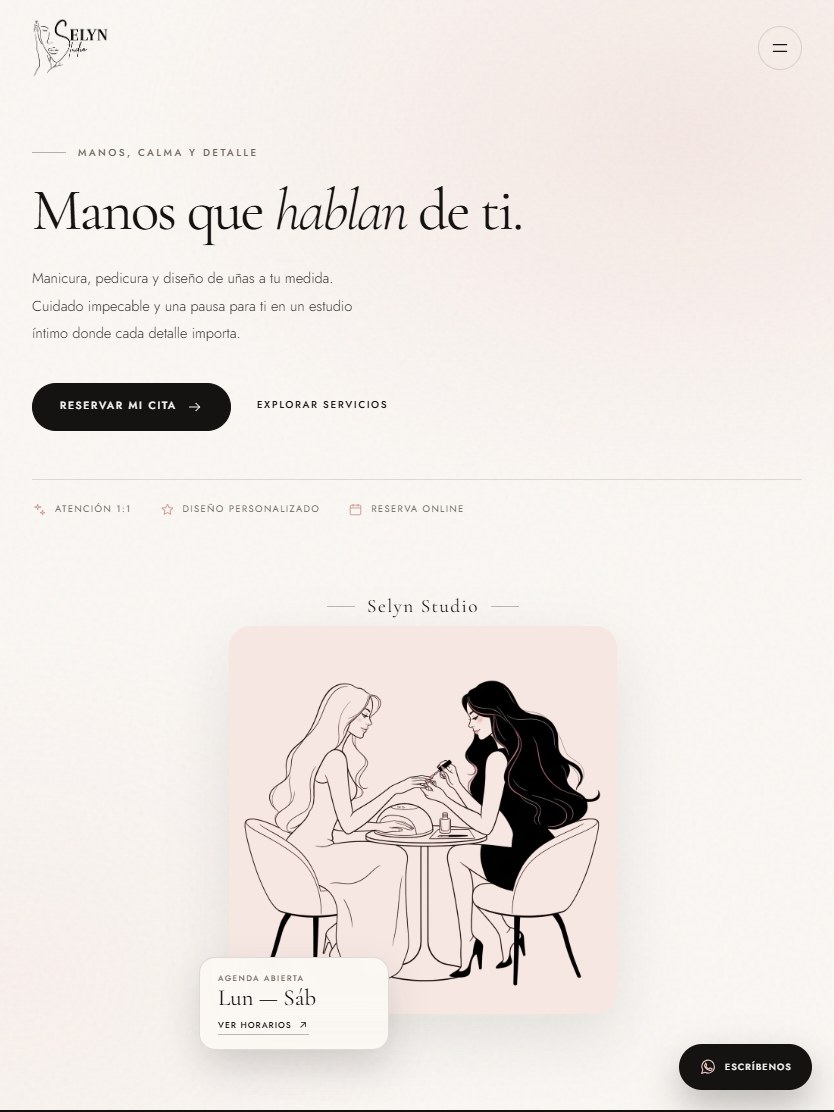 SELYN
Studio
MANOS, CALMA Y DETALLE
Manos que hablan de ti.
Manicura, pedicura y diseño de uñas a tu medida.
Cuidado impecable y una pausa para ti en un estudio
íntimo donde cada detalle importa.
RESERVAR MI CITA
EXPLORAR SERVICIOS
ATENCIÓN 1:1
DISEÑO PERSONALIZADO
RESERVA ONLINE
Selyn Studio
AGENDA ABIERTA
Lun — Sáb
VER HORARIOS
ESCRÍBENOS